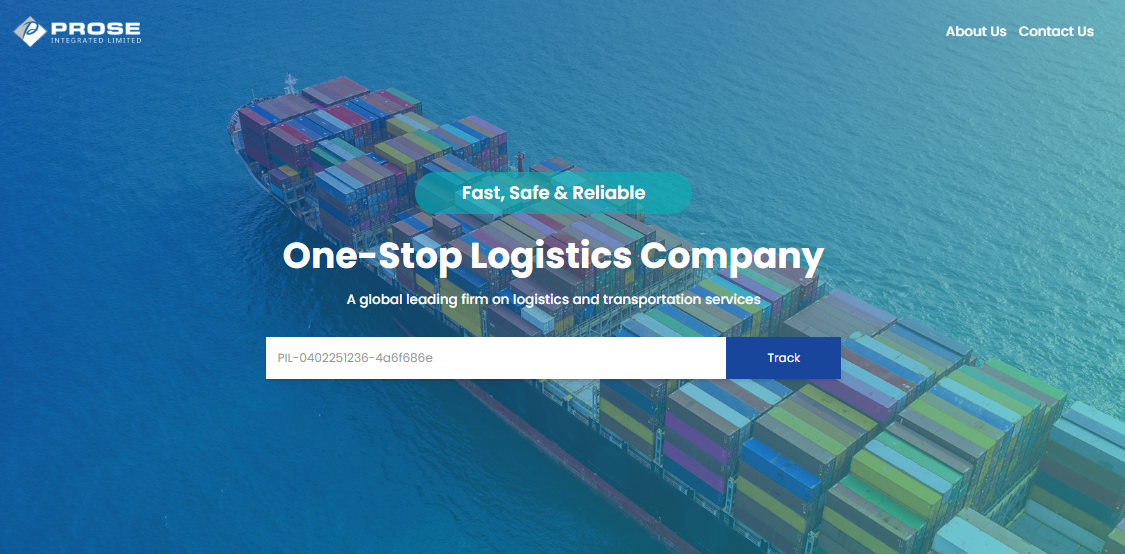 PROSE
INTEGRATED LIMITED
About Us Contact Us
Fast, Safe & Reliable
One-Stop Logistics Company
A global leading firm on logistics and transportation services
PIL-0402251236-4a6f686e
Track